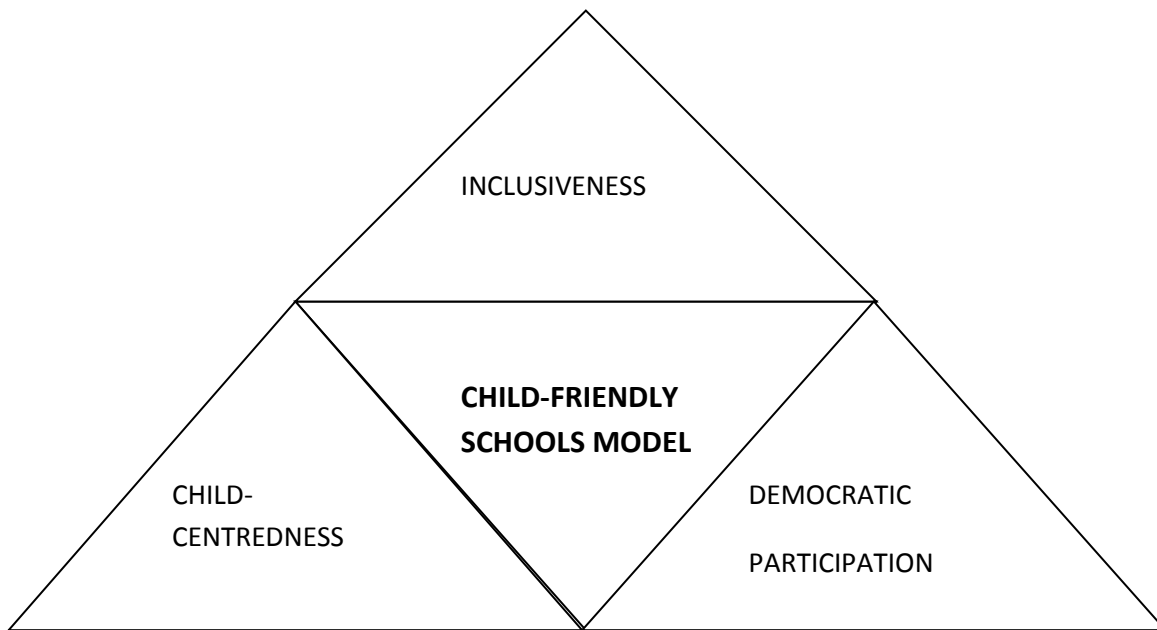 INCLUSIVENESS
CHILD-FRIENDLY
SCHOOLS MODEL
CHILD-
CENTREDNESS
DEMOCRATIC
PARTICIPATION